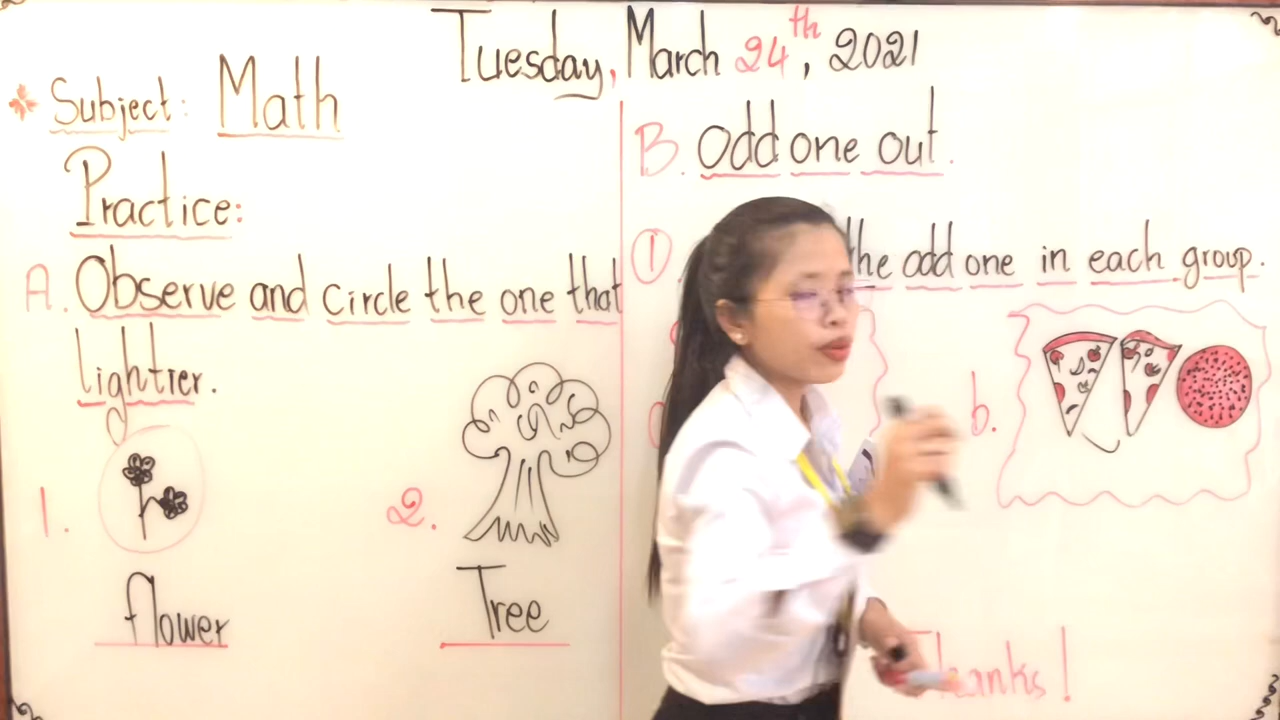 Tuesday, March 24th, 2021
* Subject: Math
Practice:
A. Observe and circle the one that
lightier.
1.
2.
flower
Tree
B. Odd one out.
① the odd one in each group.
b.
Thanks!